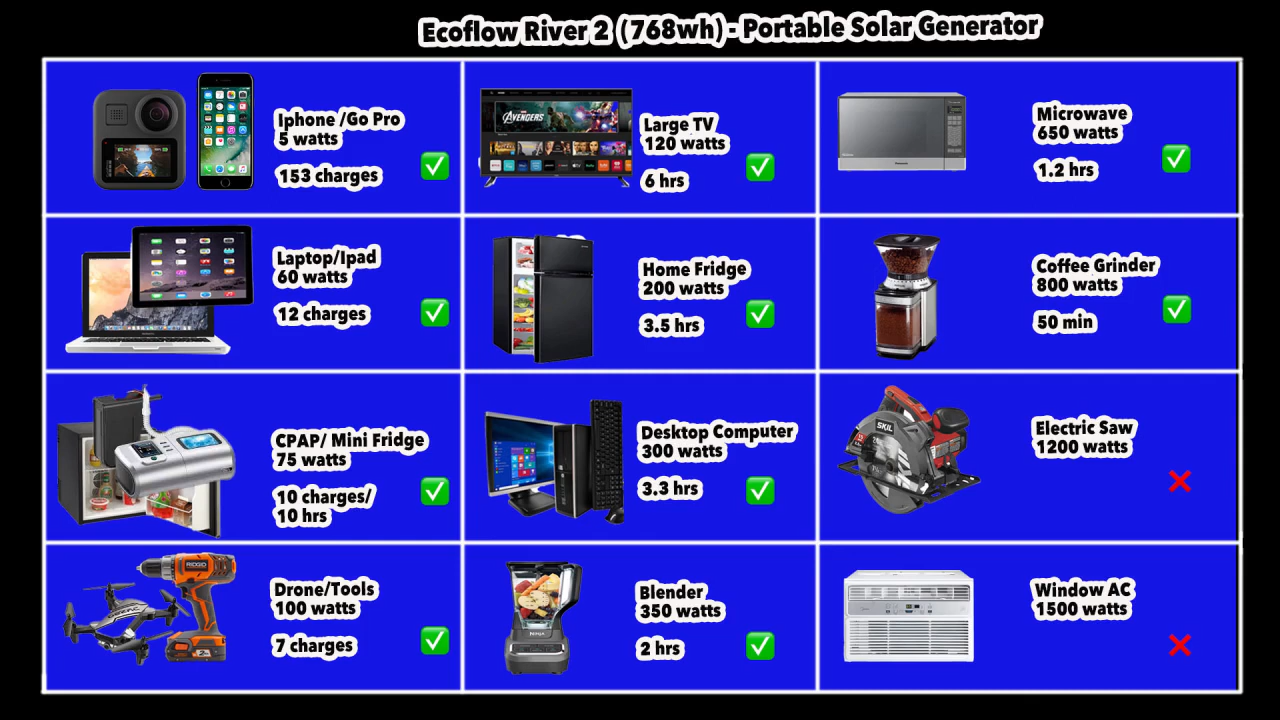 Ecoflow River 2 (768wh) - Portable Solar Generator
Iphone /Go Pro
5 watts
153 charges
AVENGERS
Large TV
120 watts
6 hrs
Microwave
650 watts
1.2 hrs
Laptop/Ipad
60 watts
12 charges
Home Fridge
200 watts
3.5 hrs
Coffee Grinder
800 watts
50 min
CPAP/ Mini Fridge
75 watts
10 charges/
10 hrs
Desktop Computer
300 watts
3.3 hrs
SKIL
Electric Saw
1200 watts
RIDGID
Drone/Tools
100 watts
7 charges
NINJA
Blender
350 watts
2 hrs
Window AC
1500 watts